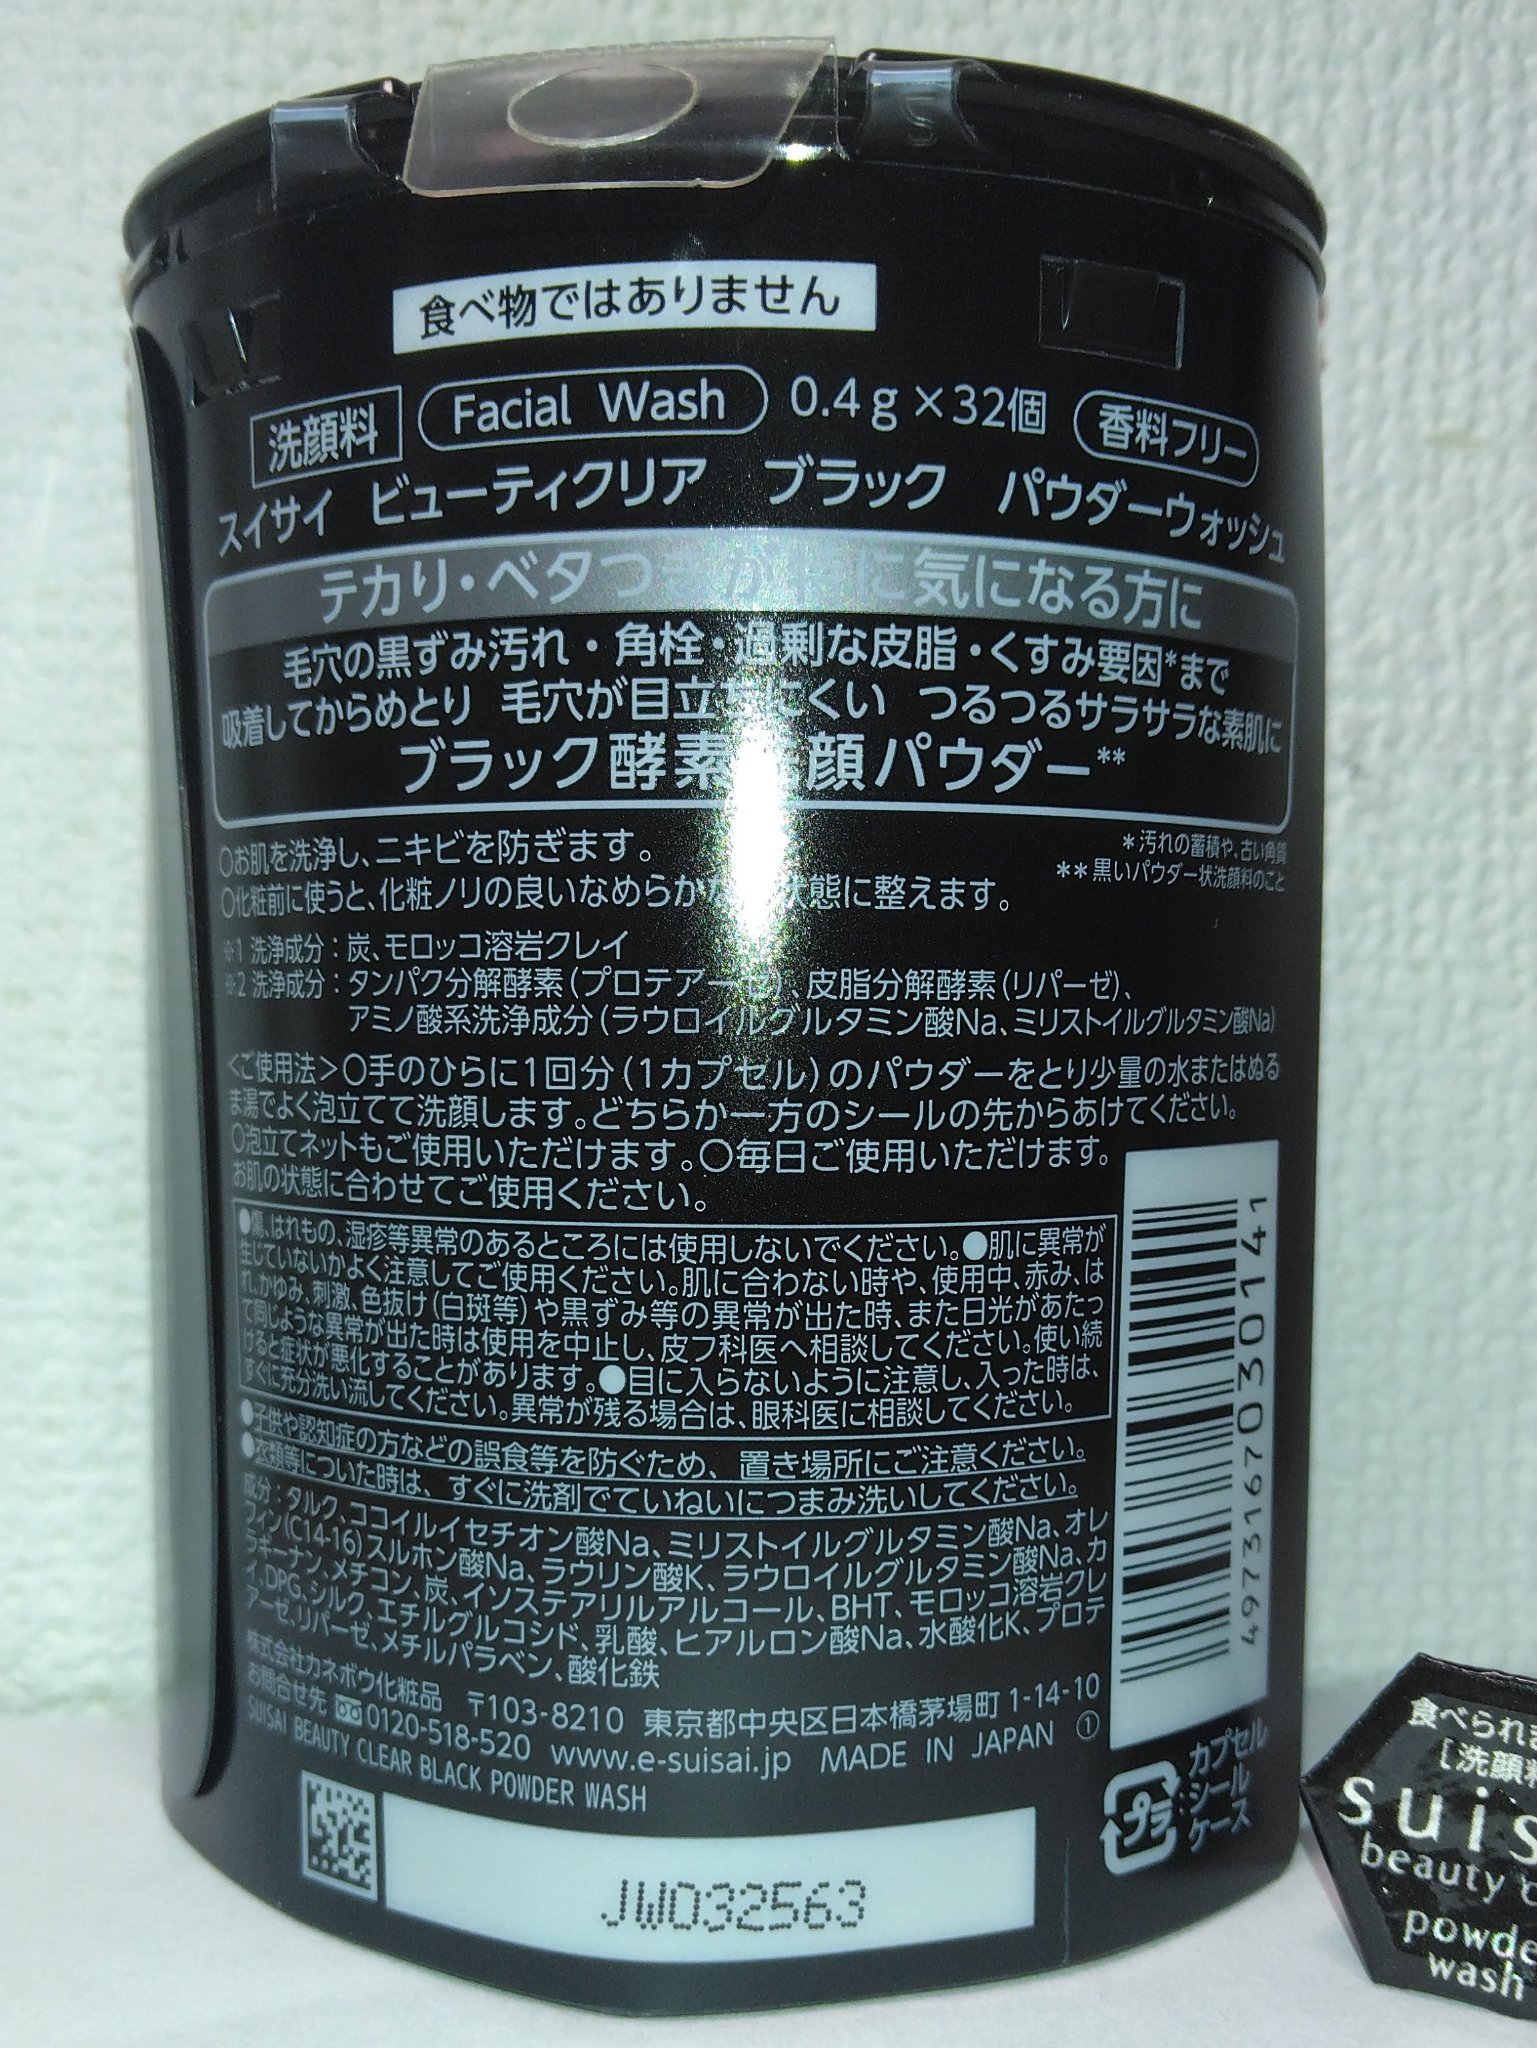 食べ物ではありません
洗顔料 Facial Wash 0.4g×32個 香料フリー
スイサイ ビューティクリア ブラック パウダーウォッシュ
テカリ・ベタつきが特に気になる方に
毛穴の黒ずみ汚れ・角栓・過剰な皮脂・くすみ要因*まで
吸着してからめとり 毛穴が目立ちにくい つるつるサラサラな素肌に
ブラック酵素洗顔パウダー**
*汚れの蓄積や、古い角質
**黒いパウダー状洗顔料のこと
○お肌を洗浄し、ニキビを防ぎます。
○化粧前に使うと、化粧ノリの良いなめらかな 状態に整えます。
※1 洗浄成分：炭、モロッコ溶岩クレイ
※2 洗浄成分：タンパク分解酵素(プロテアーゼ)、皮脂分解酵素(リパーゼ)、
アミノ酸系洗浄成分(ラウロイルグルタミン酸Na、ミリストイルグルタミン酸Na)
<ご使用法>○手のひらに1回分(1カプセル)のパウダーをとり少量の水またはぬる
ま湯でよく泡立てて洗顔します。どちらか一方のシールの先からあけてください。
○泡立てネットもご使用いただけます。○毎日ご使用いただけます。
お肌の状態に合わせてご使用ください。
●傷、はれもの、湿疹等異常のあるところには使用しないでください。●肌に異常が
生じていないかよく注意してご使用ください。肌に合わない時や、使用中、赤み、は
れ、かゆみ、刺激、色抜け(白斑等)や黒ずみ等の異常が出た時、また日光があたっ
て同じような異常が出た時は使用を中止し、皮フ科医へ相談してください。使い続
けると症状が悪化することがあります。●目に入らないように注意し、入った時は、
すぐに充分洗い流してください。異常が残る場合は、眼科医に相談してください。
●子供や認知症の方などの誤食等を防ぐため、置き場所にご注意ください。
●衣類等についた時は、すぐに洗剤でていねいにつまみ洗いしてください。
成分：タルク、ココイルイセチオン酸Na、ミリストイルグルタミン酸Na、オレ
フィン(C14-16)スルホン酸Na、ラウリン酸K、ラウロイルグルタミン酸Na、カ
ラギーナン、メチコン、炭、イソステアリルアルコール、BHT、モロッコ溶岩クレ
イ、DPG、シルク、エチルグルコシド、乳酸、ヒアルロン酸Na、水酸化K、プロテ
アーゼ、リパーゼ、メチルパラベン、酸化鉄
株式会社カネボウ化粧品 〒103-8210 東京都中央区日本橋茅場町1-14-10
お問合せ先 0120-518-520 www.e-suisai.jp MADE IN JAPAN ①
SUISAI BEAUTY CLEAR BLACK POWDER WASH
4973167030141
プラ：カプセル
シール
ケース
JW032563
食べられま
[洗顔料
suis
beauty c
powde
wash